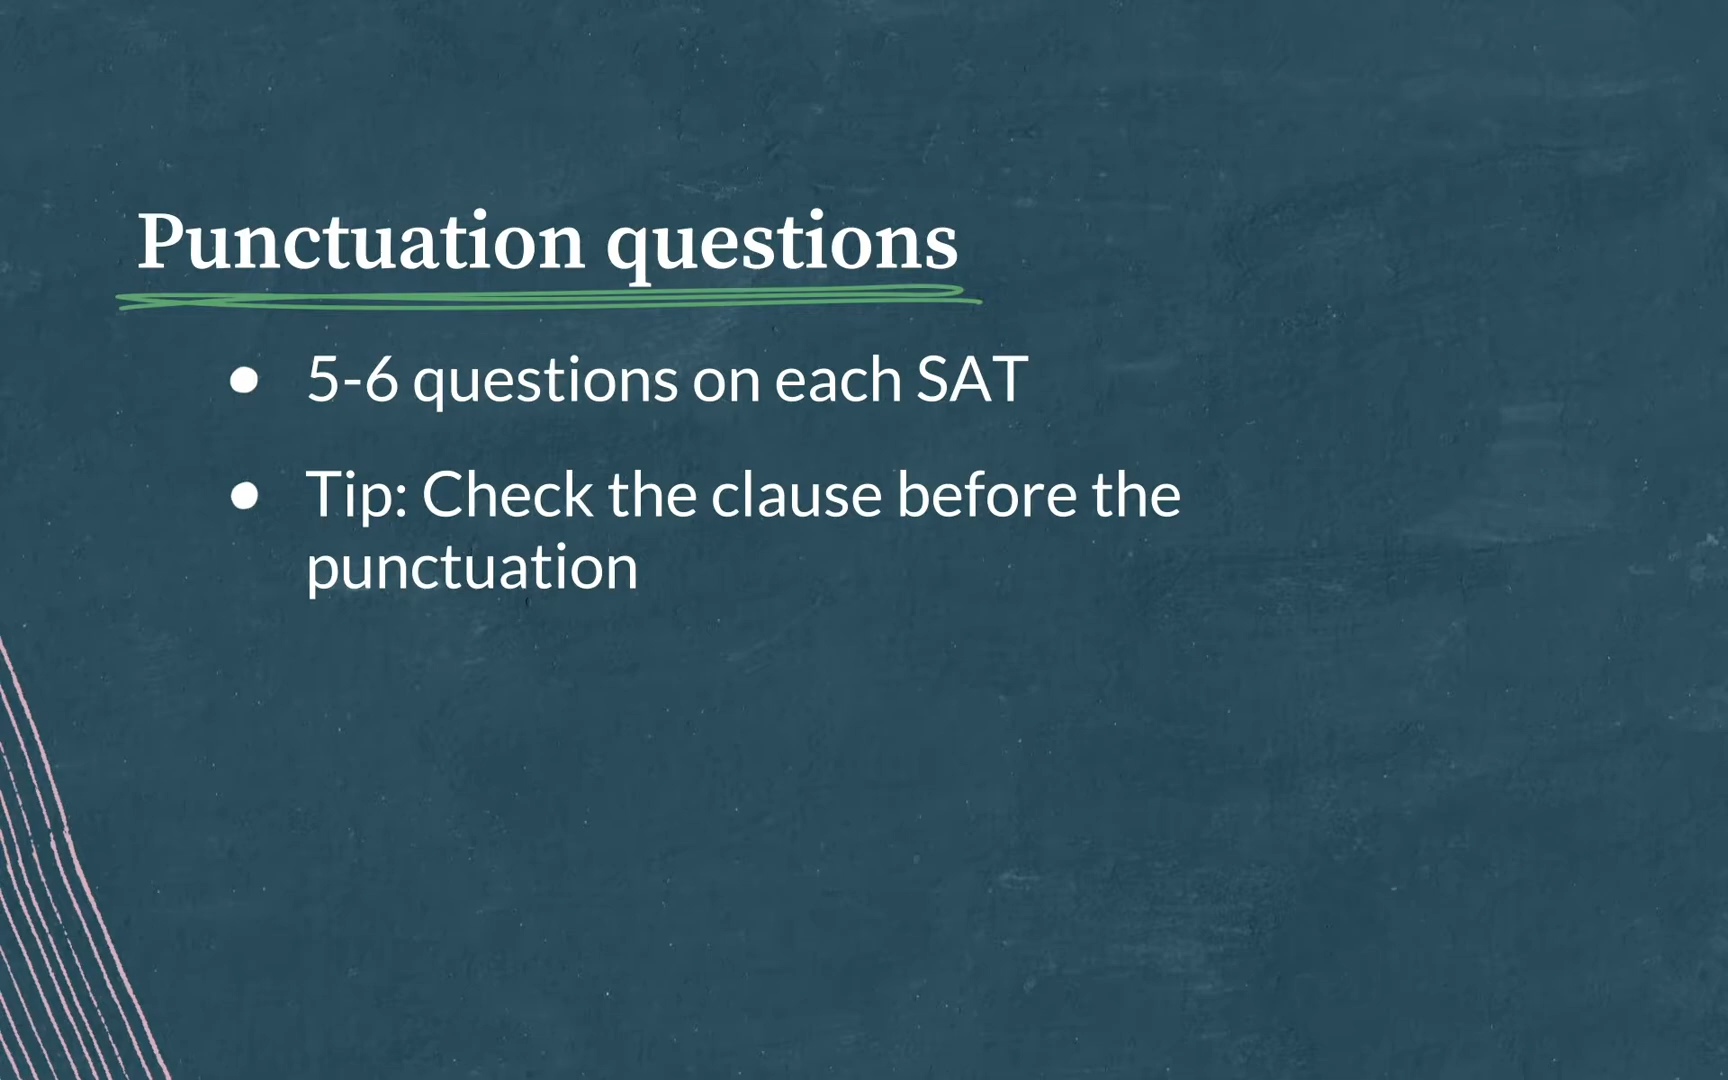 Punctuation questions
● 5-6 questions on each SAT
● Tip: Check the clause before the
punctuation